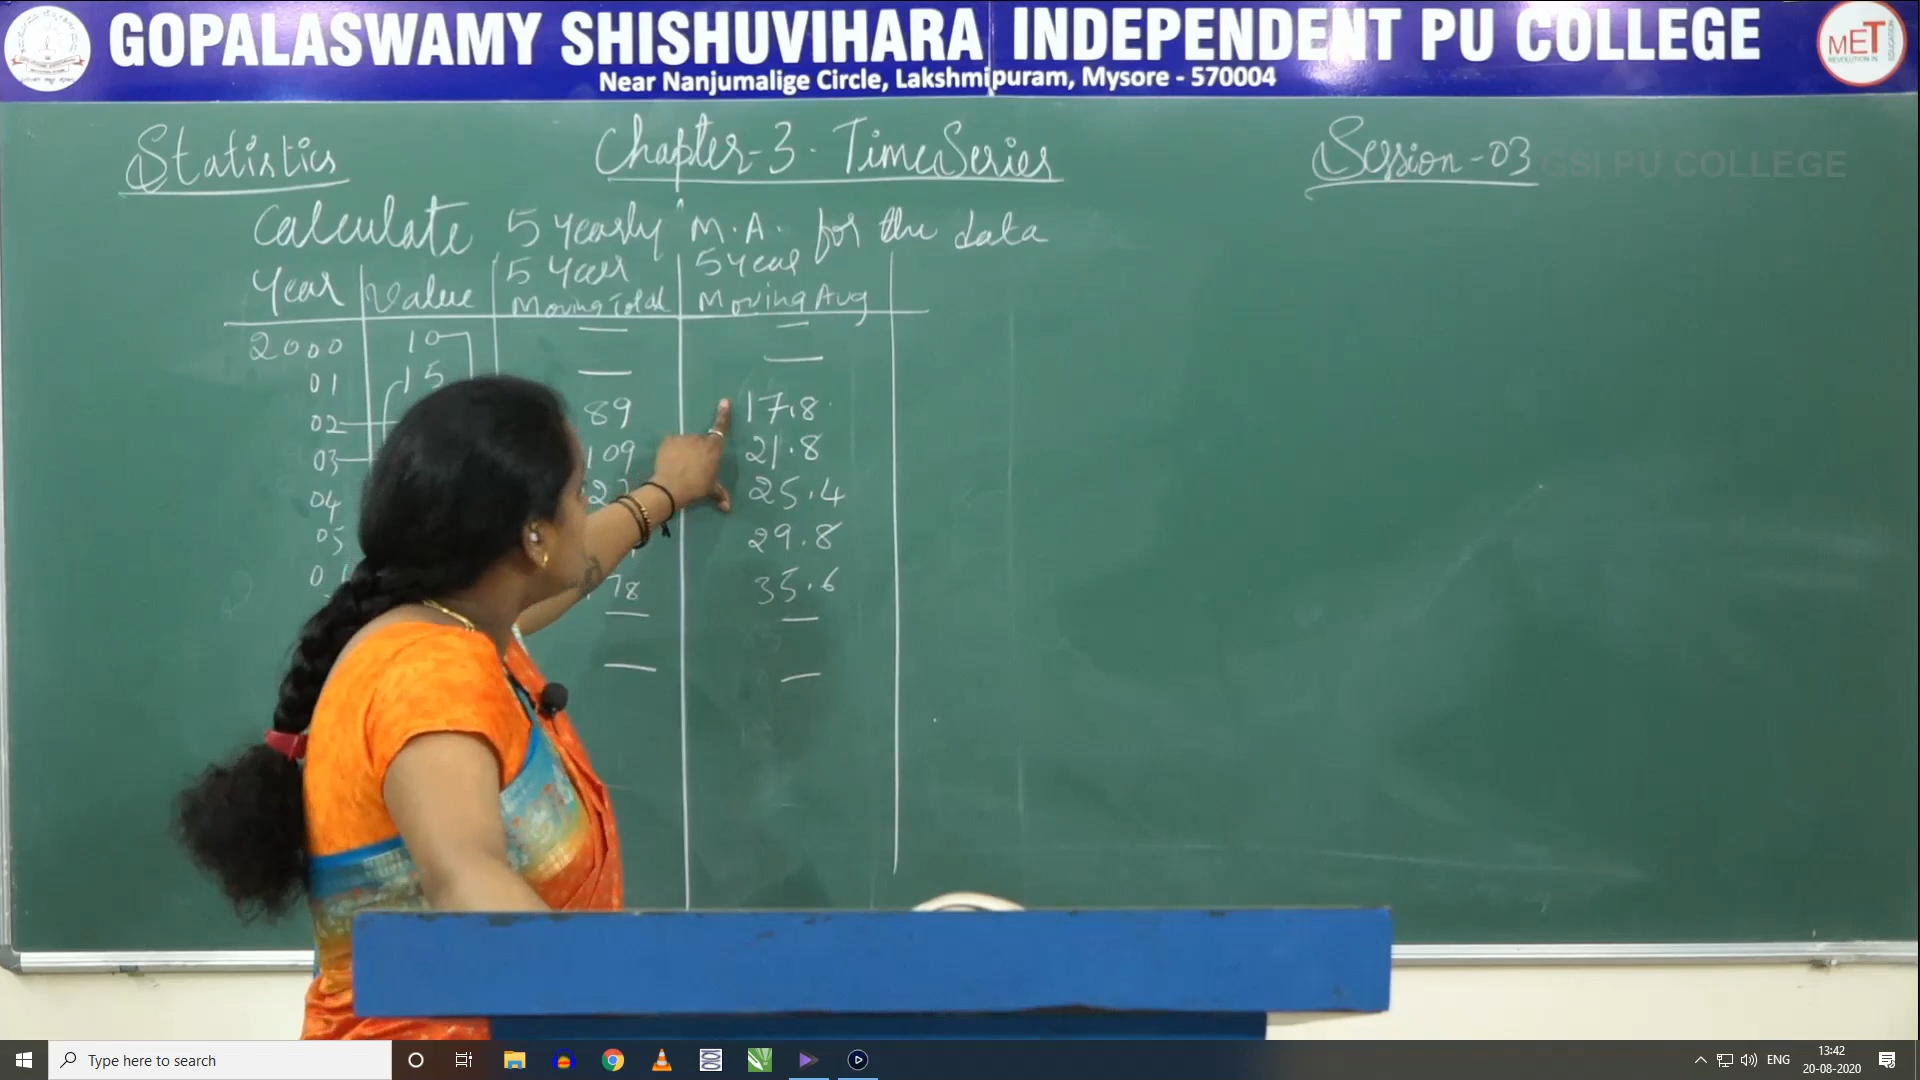 GOPALASWAMY SHISHUVIHARA INDEPENDENT PU COLLEGE
Near Nanjumalige Circle, Lakshmipuram, Mysore - 570004
MET
REVOLUTION IN EDUCATION
Statistics
Chapter-3. Time Series
Session-03
GSI PU COLLEGE
Calculate 5 yearly M.A. for the data
Year Value 5 Year Moving Total 5 Year Moving Avg
2000 10 — —
01 15 — —
02 89 17.8
03 109 21.8
04 25.4
05 29.8
78 35.6
— —
— —
Type here to search
ENG
13:42
20-08-2020